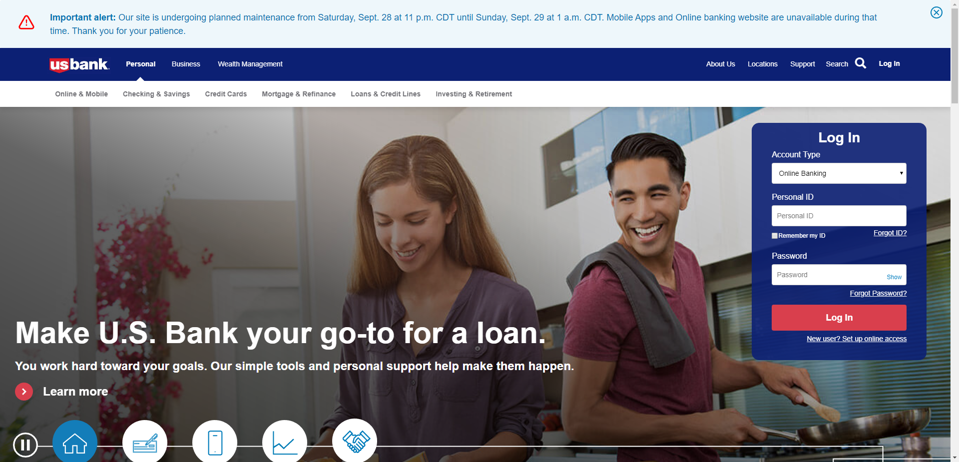 Important alert: Our site is undergoing planned maintenance from Saturday, Sept. 28 at 11 p.m. CDT until Sunday, Sept. 29 at 1 a.m. CDT. Mobile Apps and Online banking website are unavailable during that
time. Thank you for your patience.
usbank
Personal
Business
Wealth Management
About Us
Locations
Support
Search
Log In
Online & Mobile
Checking & Savings
Credit Cards
Mortgage & Refinance
Loans & Credit Lines
Investing & Retirement
Make U.S. Bank your go-to for a loan.
You work hard toward your goals. Our simple tools and personal support help make them happen.
Learn more
Log In
Account Type
Online Banking
Personal ID
Personal ID
Remember my ID
Forgot ID?
Password
Password
Show
Forgot Password?
Log In
New user? Set up online access